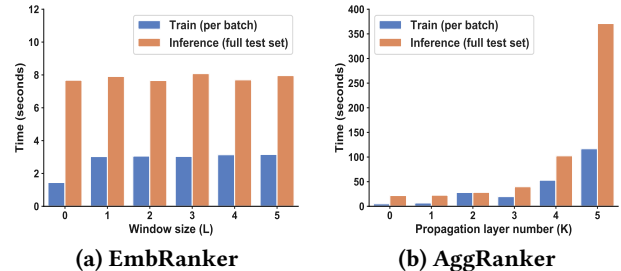 12
10
8
6
4
2
0
Time (seconds)
Train (per batch)
Inference (full test set)
0 1 2 3 4 5
Window size (L)
(a) EmbRanker
400
350
300
250
200
150
100
50
0
Time (seconds)
Train (per batch)
Inference (full test set)
0 1 2 3 4 5
Propagation layer number (K)
(b) AggRanker